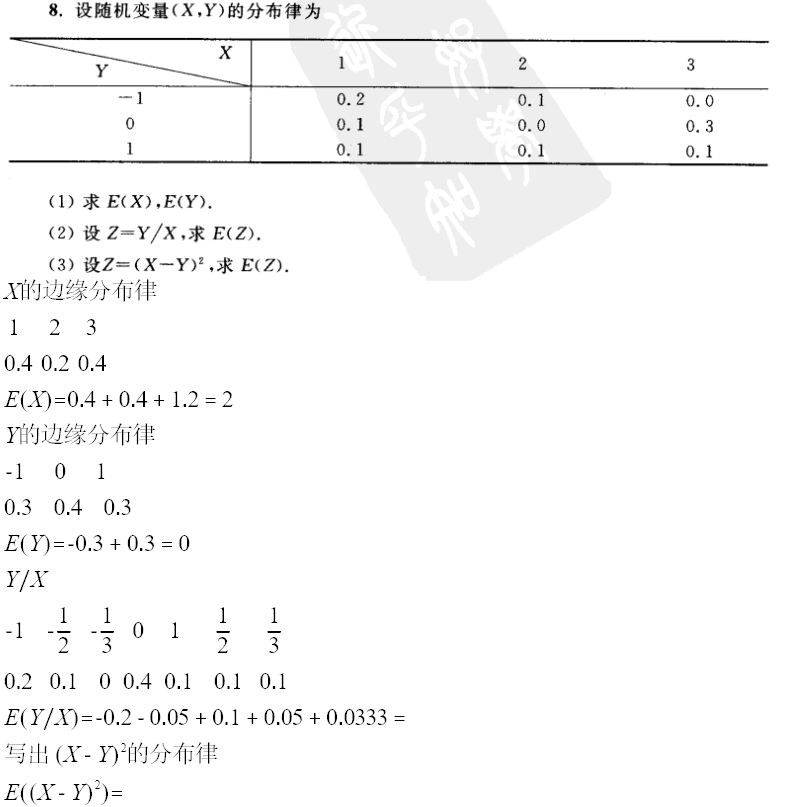 8. 设随机变量(X,Y)的分布律为
X
Y
1 2 3
-1 0.2 0.1 0.0
0 0.1 0.0 0.3
1 0.1 0.1 0.1
(1) 求 E(X),E(Y).
(2) 设 Z=Y/X,求 E(Z).
(3) 设Z=(X-Y)²,求 E(Z).
X的边缘分布律
1 2 3
0.4 0.2 0.4
E(X)=0.4 + 0.4 + 1.2 = 2
Y的边缘分布律
-1 0 1
0.3 0.4 0.3
E(Y)=-0.3 + 0.3 = 0
Y/X
-1 -1/2 -1/3 0 1 1/2 1/3
0.2 0.1 0 0.4 0.1 0.1 0.1
E(Y/X)=-0.2 - 0.05 + 0.1 + 0.05 + 0.0333 =
写出 (X - Y)²的分布律
E((X - Y)²)=